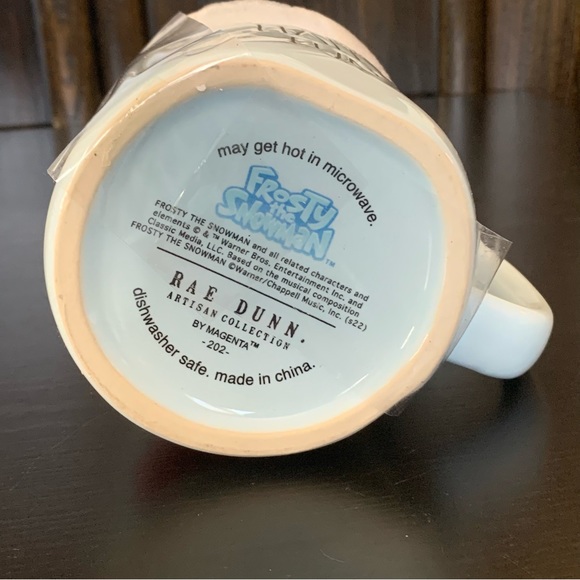 may get hot in microwave.
FROSTY
THE
SNOWMAN™
FROSTY THE SNOWMAN and all related characters and
elements © & ™ Warner Bros. Entertainment Inc. and
Classic Media, LLC. Based on the musical composition
FROSTY THE SNOWMAN ©Warner/Chappell Music, Inc. (s22)
RAE DUNN.
ARTISAN COLLECTION
BY MAGENTA™
-202-
dishwasher safe. made in china.